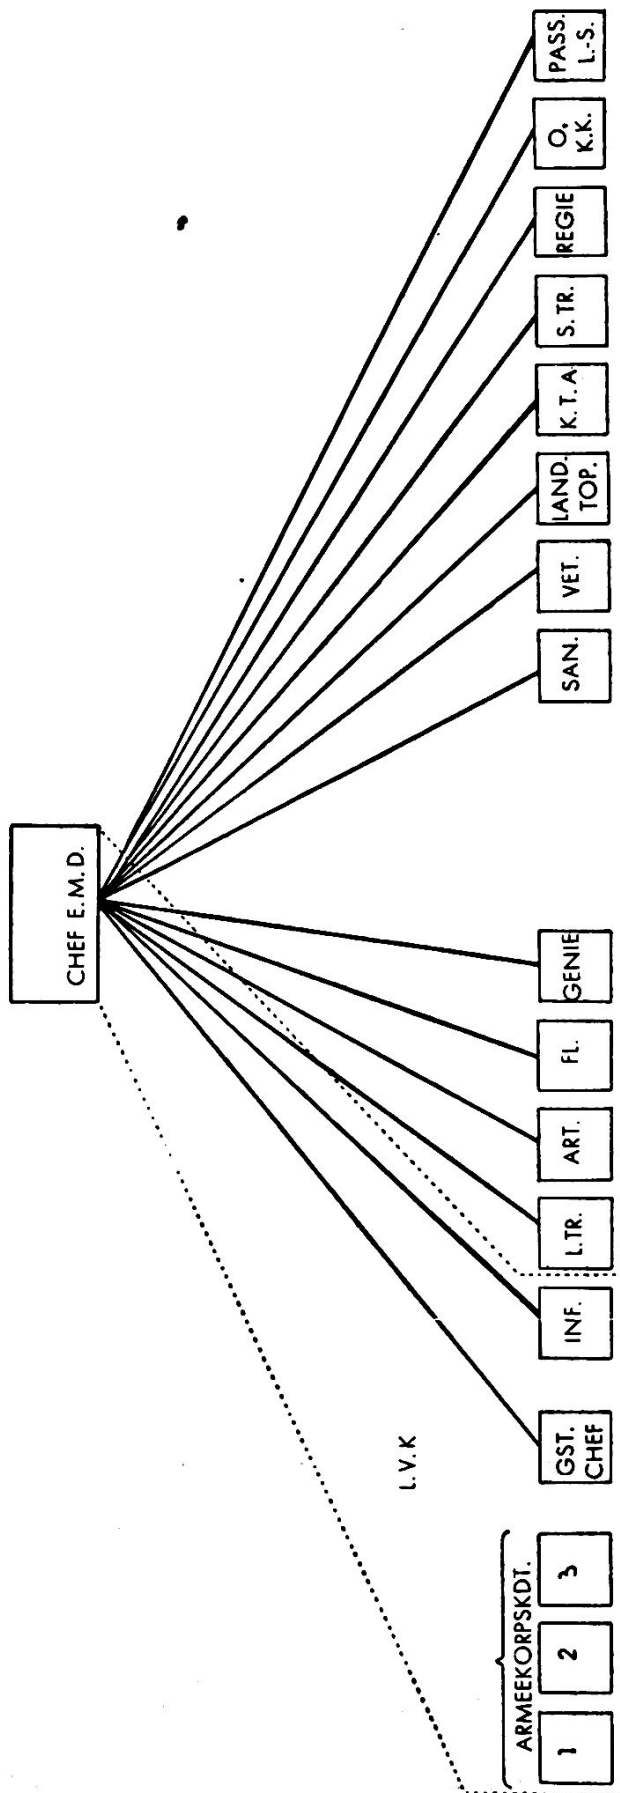 CHEF E.M.D.
L.V.K
ARMEEKORPSKDT.
1
2
3
GST.
CHEF
INF.
L.TR.
ART.
FL.
GENIE
SAN.
VET.
LAND.
TOP.
K.T.A.
S.TR.
REGIE
O.
K.K.
PASS.
L.-S.